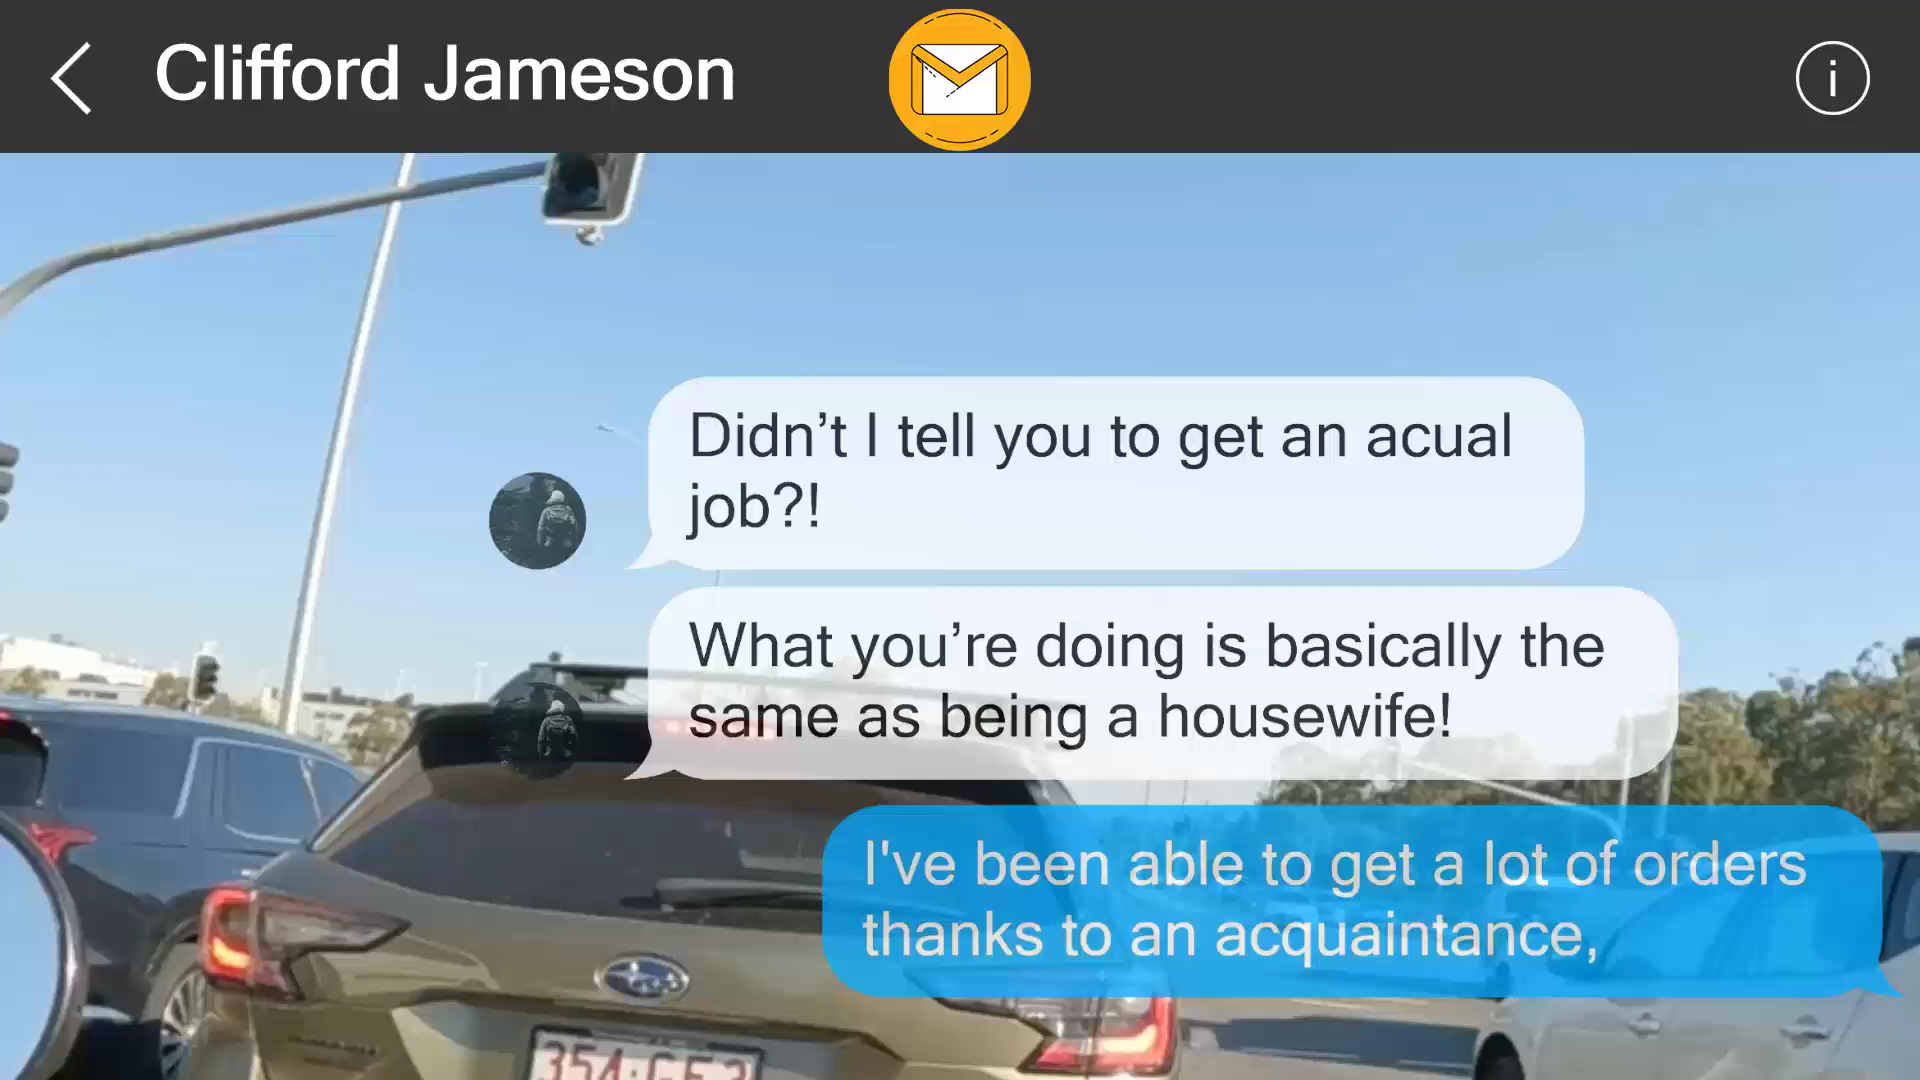 Clifford Jameson
Didn’t I tell you to get an acual
job?!
What you’re doing is basically the
same as being a housewife!
I've been able to get a lot of orders
thanks to an acquaintance,